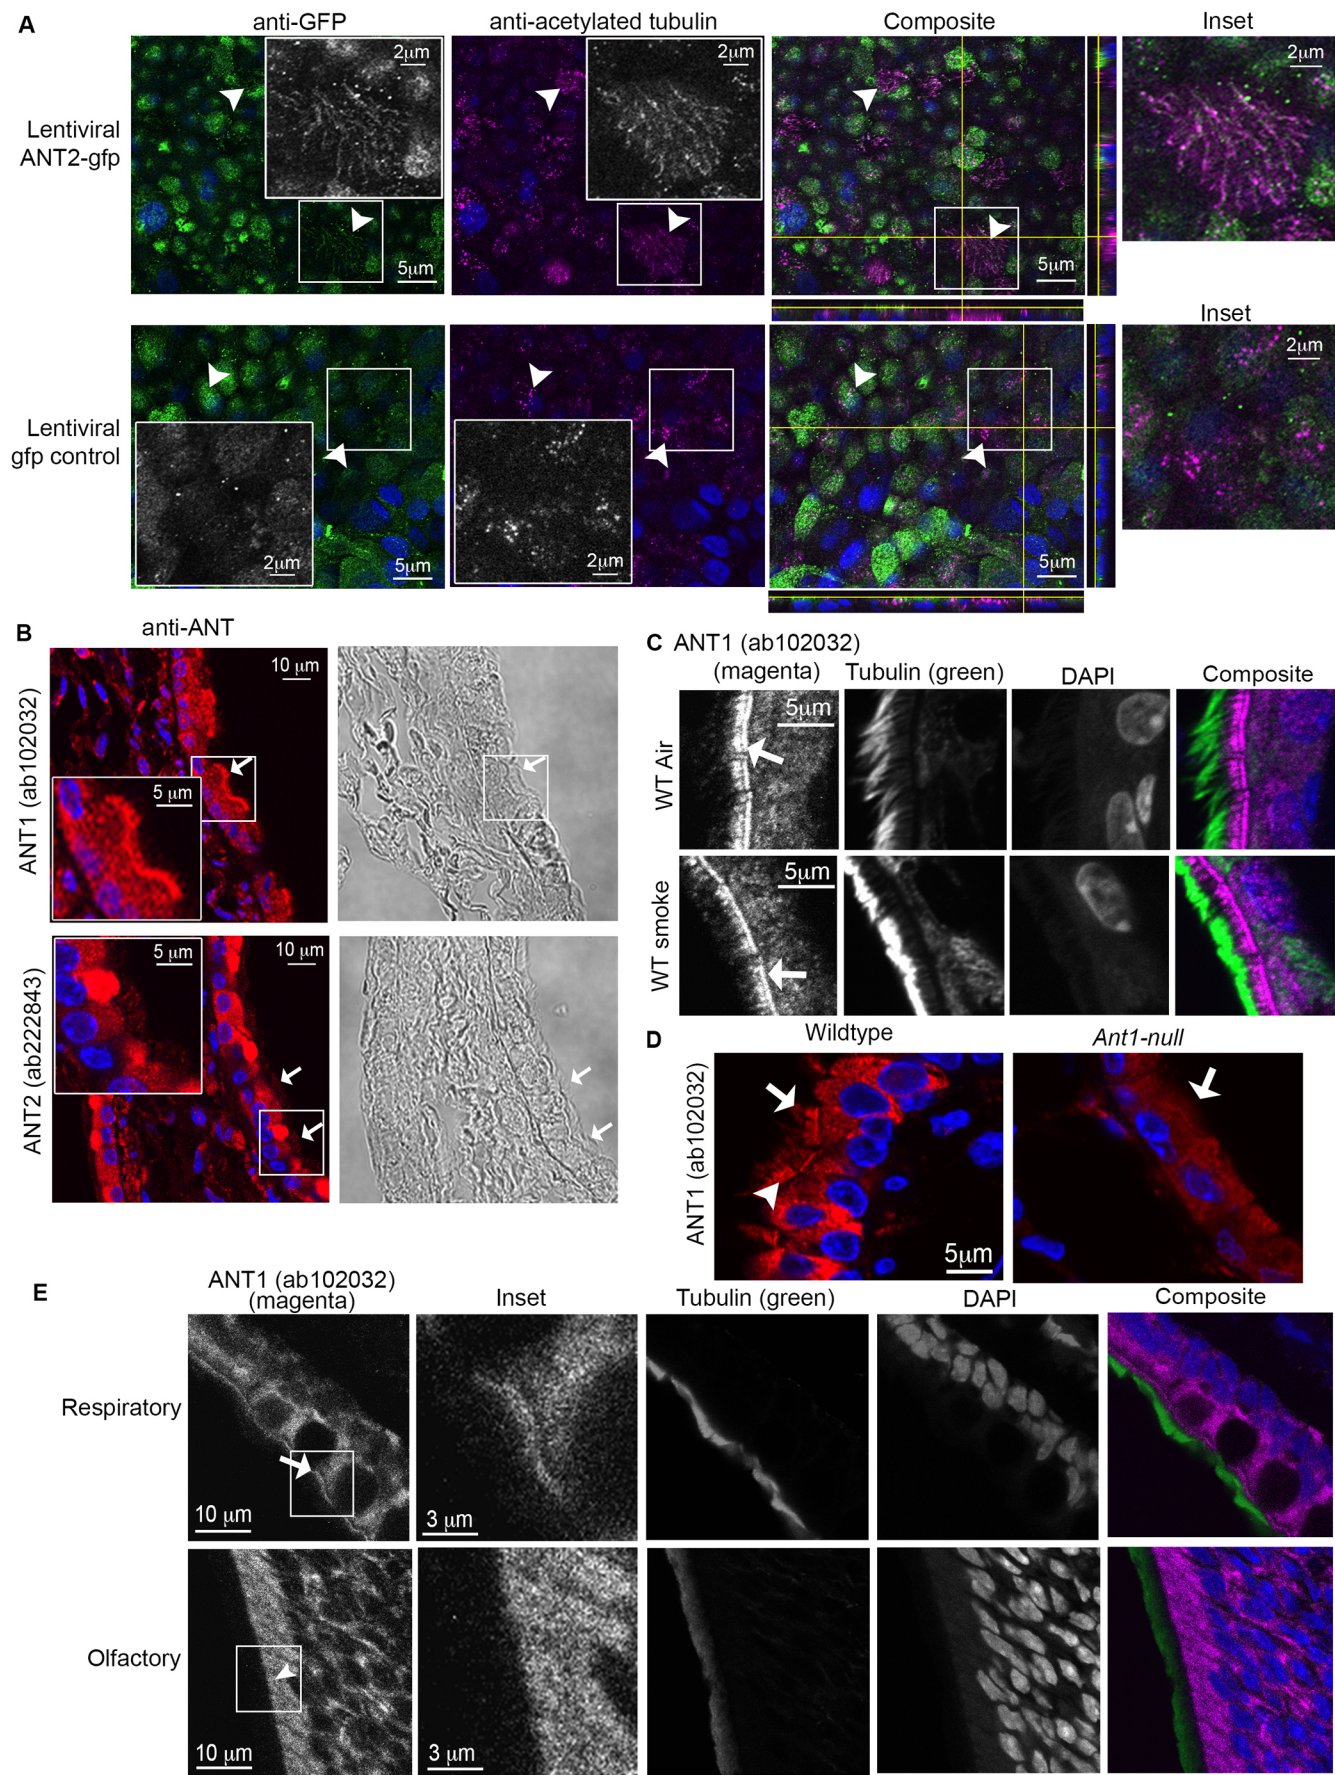 A
anti-GFP
anti-acetylated tubulin
Composite
Inset
Lentiviral
ANT2-gfp
2μm
5μm
2μm
2μm
5μm
Inset
Lentiviral
gfp control
2μm
5μm
2μm
5μm
2μm
B
anti-ANT
ANT1 (ab102032)
10 μm
5 μm
ANT2 (ab222843)
5 μm
10 μm
C
ANT1 (ab102032)
(magenta)
Tubulin (green)
DAPI
Composite
WT Air
5μm
WT smoke
5μm
D
Wildtype
Ant1-null
ANT1 (ab102032)
5μm
E
ANT1 (ab102032)
(magenta)
Inset
Tubulin (green)
DAPI
Composite
Respiratory
10 μm
3 μm
Olfactory
10 μm
3 μm